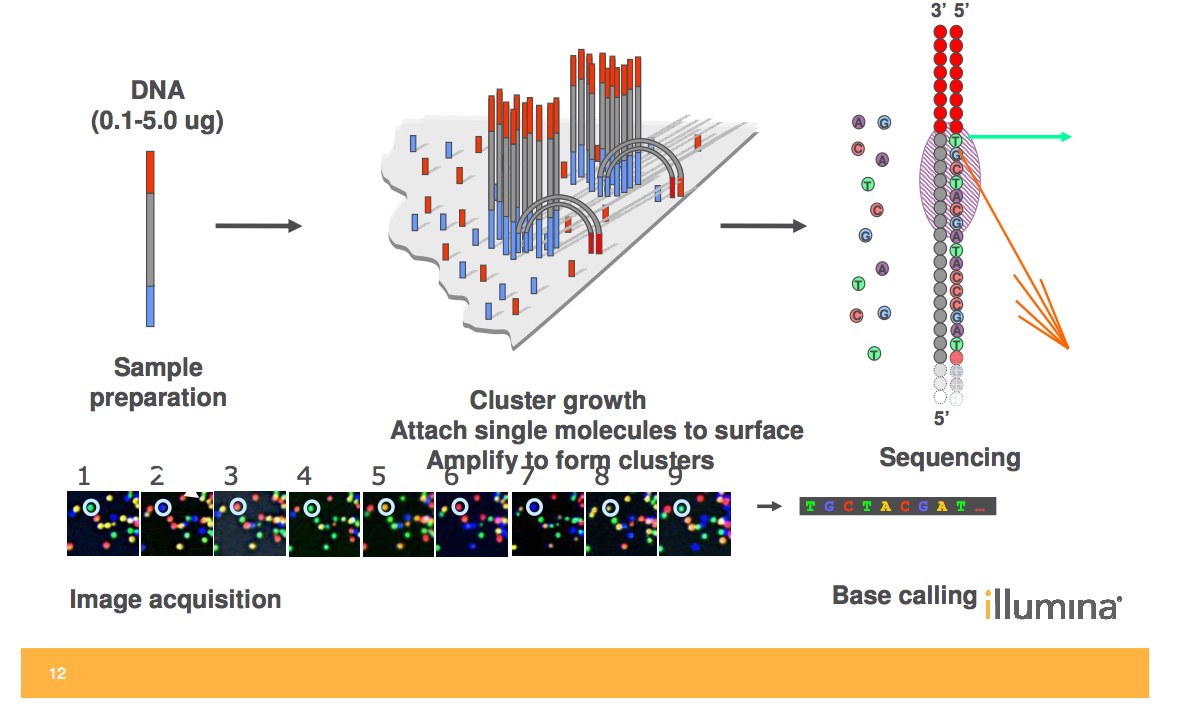 3’ 5’
DNA
(0.1-5.0 ug)
A G
C A
T
C
G
A
T
C G
T
T
G
C
T
A
C
G
A
T
A
C
C
C
G
A
T
5’
Sample
preparation
Cluster growth
Attach single molecules to surface
Amplify to form clusters
Sequencing
1 2 3 4 5 6 7 8 9
T G C T A C G A T …
Image acquisition
Base calling
illumina®
12